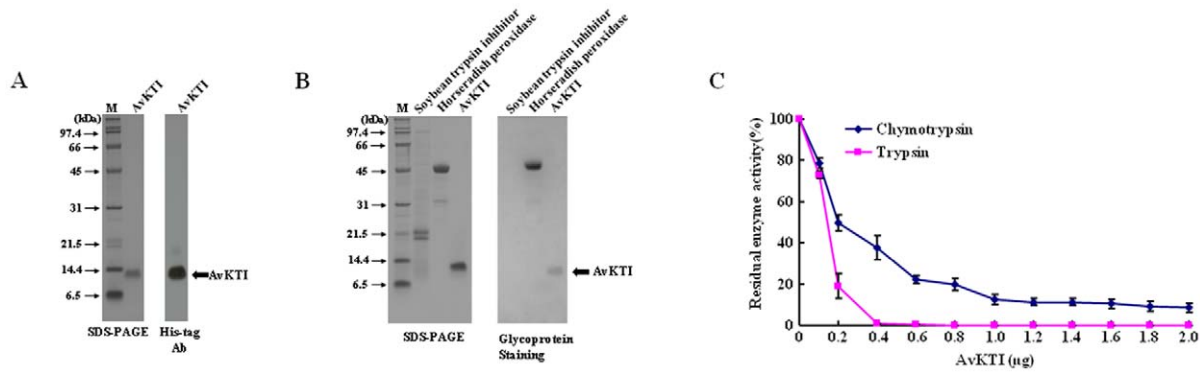 A
M
AvKTI
AvKTI
(kDa)
97.4
66
45
31
21.5
14.4
6.5
AvKTI
SDS-PAGE
His-tag
Ab
B
M
Soybean trypsin inhibitor
Horseradish peroxidase
AvKTI
Soybean trypsin inhibitor
Horseradish peroxidase
AvKTI
(kDa)
97.4
66
45
31
21.5
14.4
6.5
AvKTI
SDS-PAGE
Glycoprotein
Staining
C
Residual enzyme activity(%)
100
80
60
40
20
0
Chymotrypsin
Trypsin
0 0.2 0.4 0.6 0.8 1.0 1.2 1.4 1.6 1.8 2.0
AvKTI (μg)